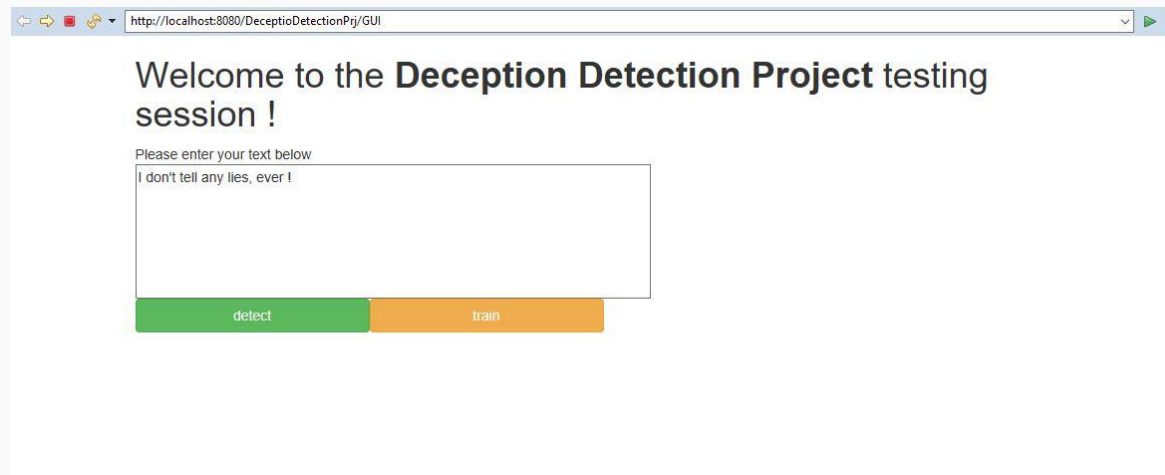 http://localhost:8080/DeceptioDetectionPrj/GUI
Welcome to the Deception Detection Project testing
session !
Please enter your text below
I don't tell any lies, ever !
detect train